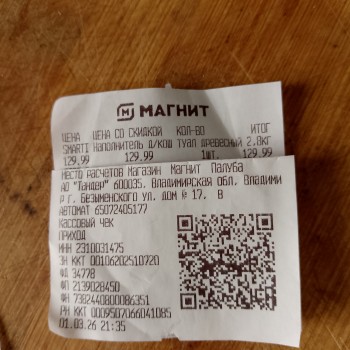 МАГНИТ
ЦЕНА ЦЕНА СО СКИДКОЙ КОЛ-ВО ИТОГ
SMARTI НАПОЛНИТЕЛЬ Д/КОШ ТУАЛ ДРЕВЕСНЫЙ 2,8КГ
129.99 129.99 1ШТ. 129.99
МЕСТО РАСЧЕТОВ МАГАЗИН МАГНИТ ПАЛУБА
АО "Тандер" 600035, ВЛАДИМИРСКАЯ ОБЛ, ВЛАДИМИ
Р Г, БЕЗЫМЕНСКОГО УЛ, ДОМ № 17, В
АВТОМАТ 65072405177
КАССОВЫЙ ЧЕК
ПРИХОД
ИНН 2310031475
ЗН ККТ 00106202510720
ФД 34778
ФП 2139028450
ФН 7382440800086351
РН ККТ 0009507066041085
01.03.26 21:35